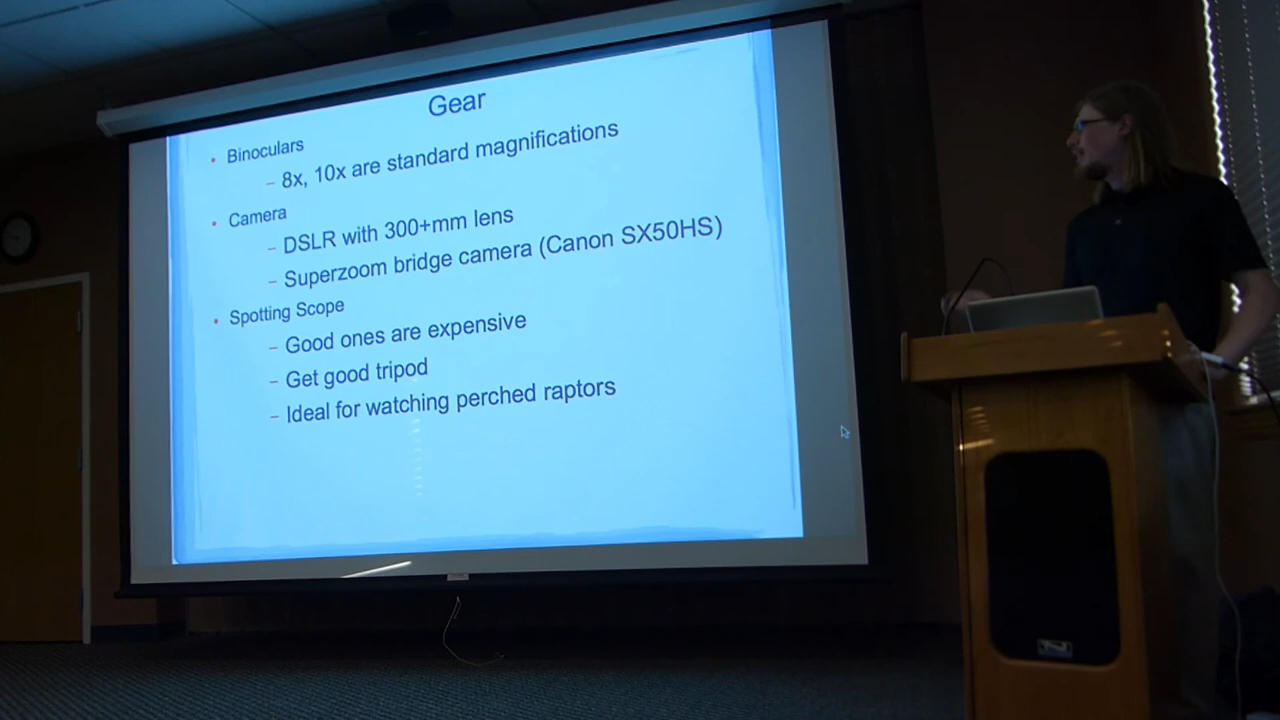 Gear
• Binoculars
– 8x, 10x are standard magnifications
• Camera
– DSLR with 300+mm lens
– Superzoom bridge camera (Canon SX50HS)
• Spotting Scope
– Good ones are expensive
– Get good tripod
– Ideal for watching perched raptors